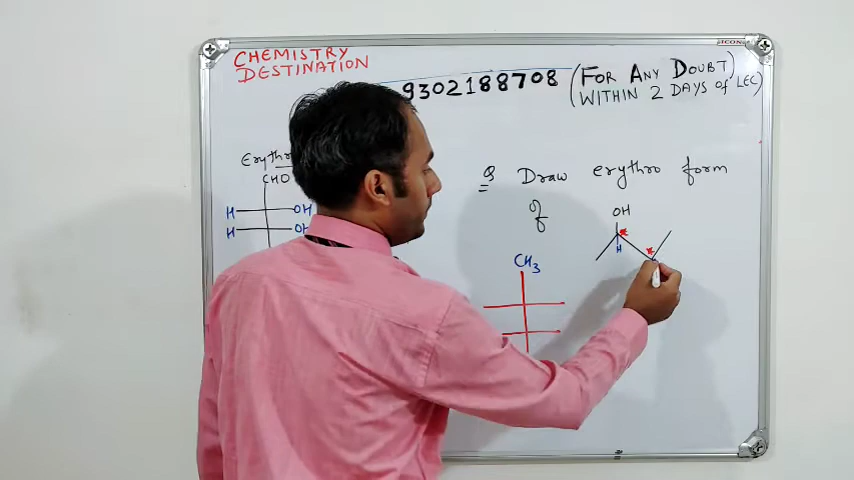 CHEMISTRY
DESTINATION
9302188708 (FOR ANY DOUBT)
WITHIN 2 DAYS of LEC)
CHO
H OH
H
Q Draw erythro form
of
OH
H
CH3